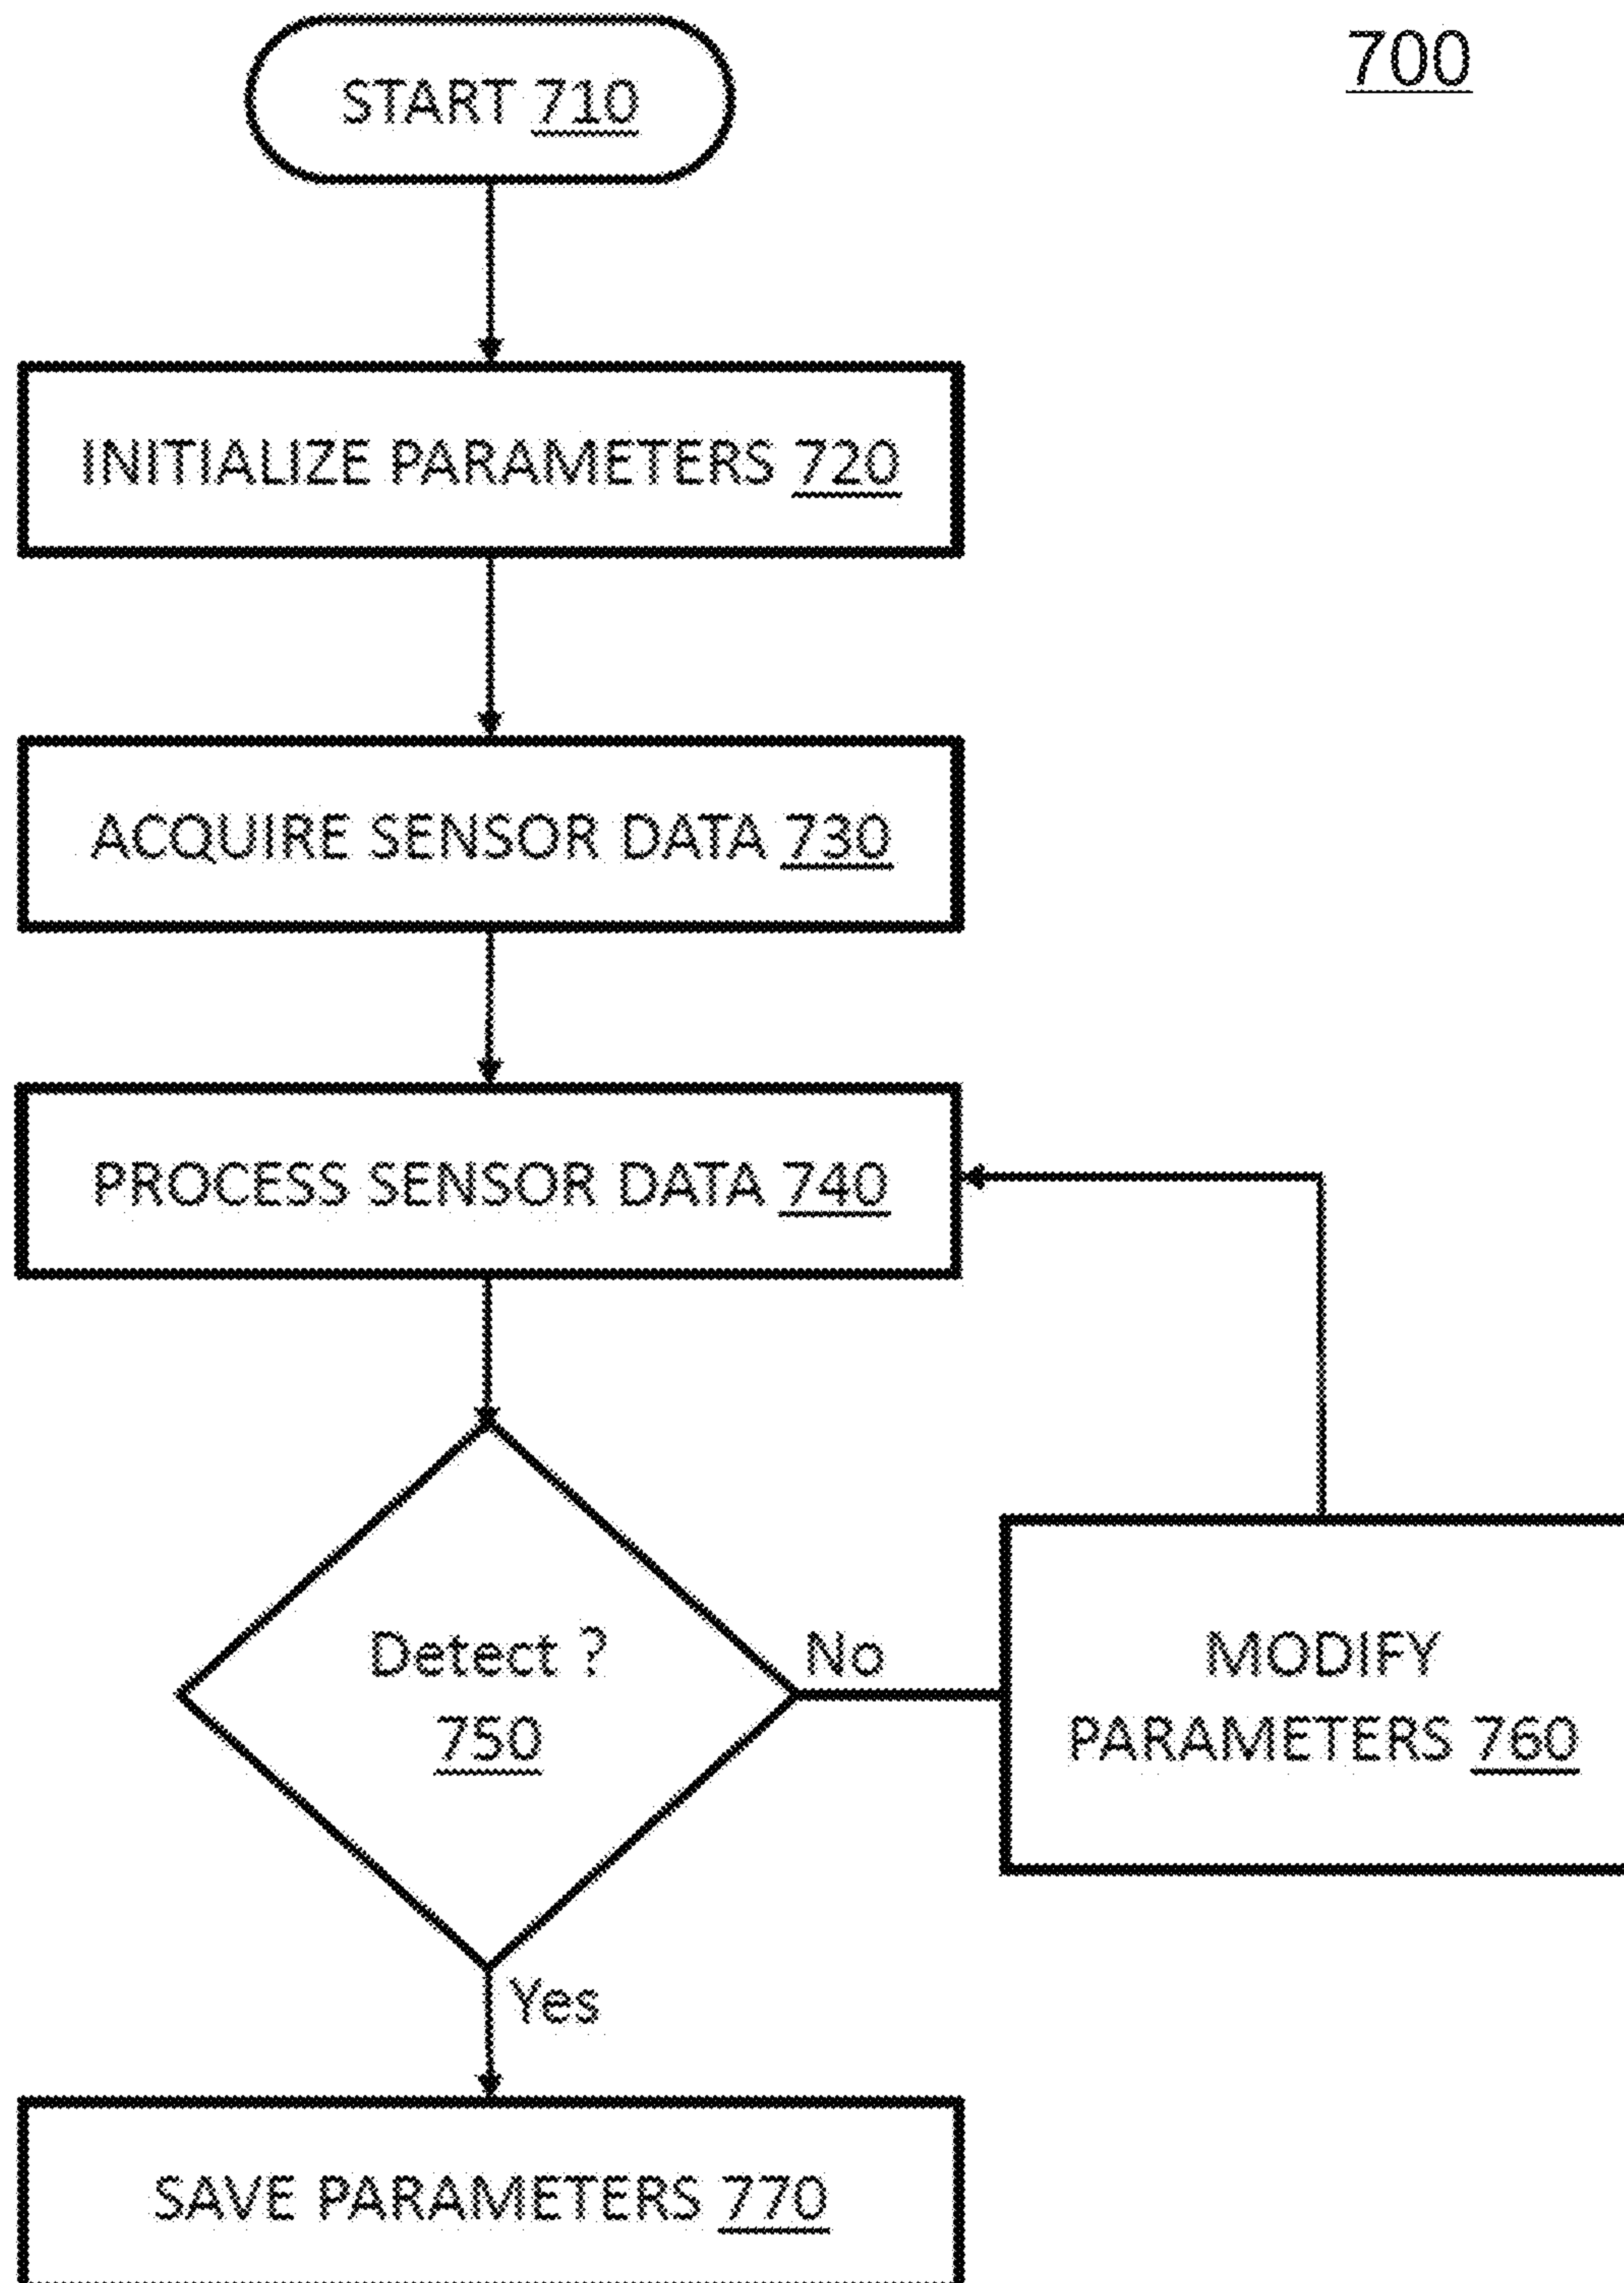 700
START 710
INITIALIZE PARAMETERS 720
ACQUIRE SENSOR DATA 730
PROCESS SENSOR DATA 740
Detect ?
750
No
MODIFY
PARAMETERS 760
Yes
SAVE PARAMETERS 770